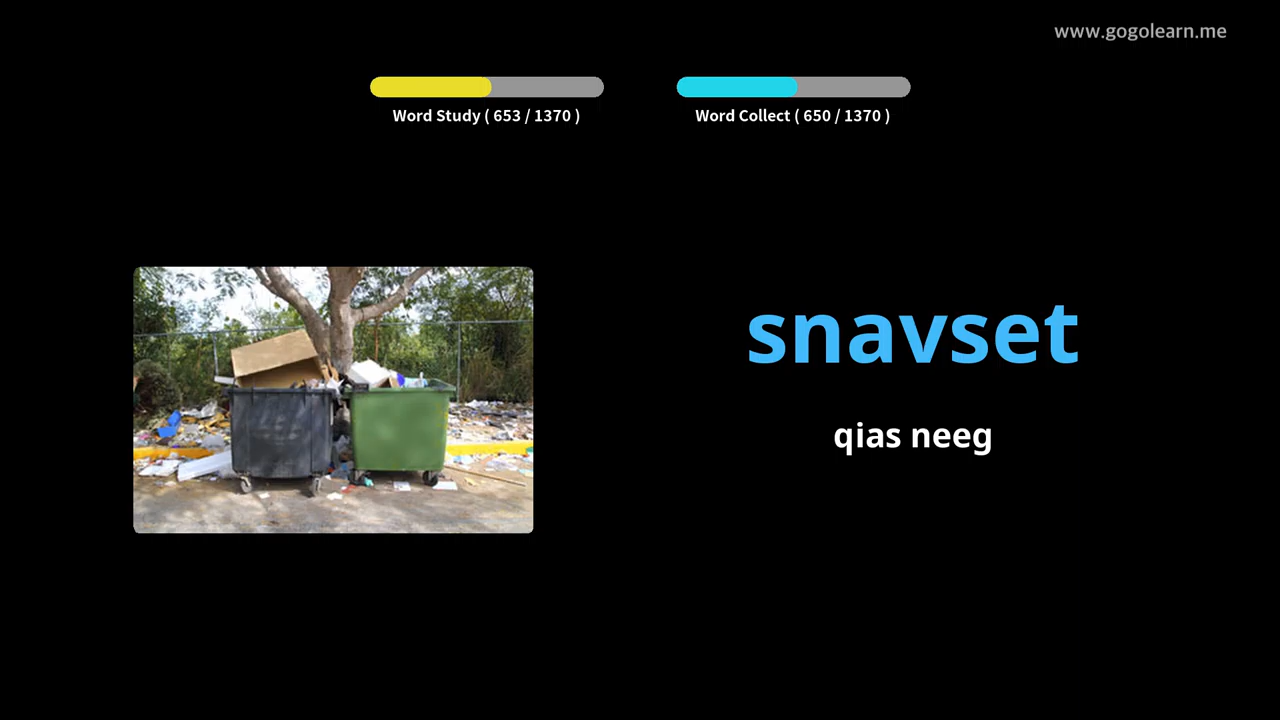 www.gogolearn.me
Word Study ( 653 / 1370 )
Word Collect ( 650 / 1370 )
snavset
qias neeg